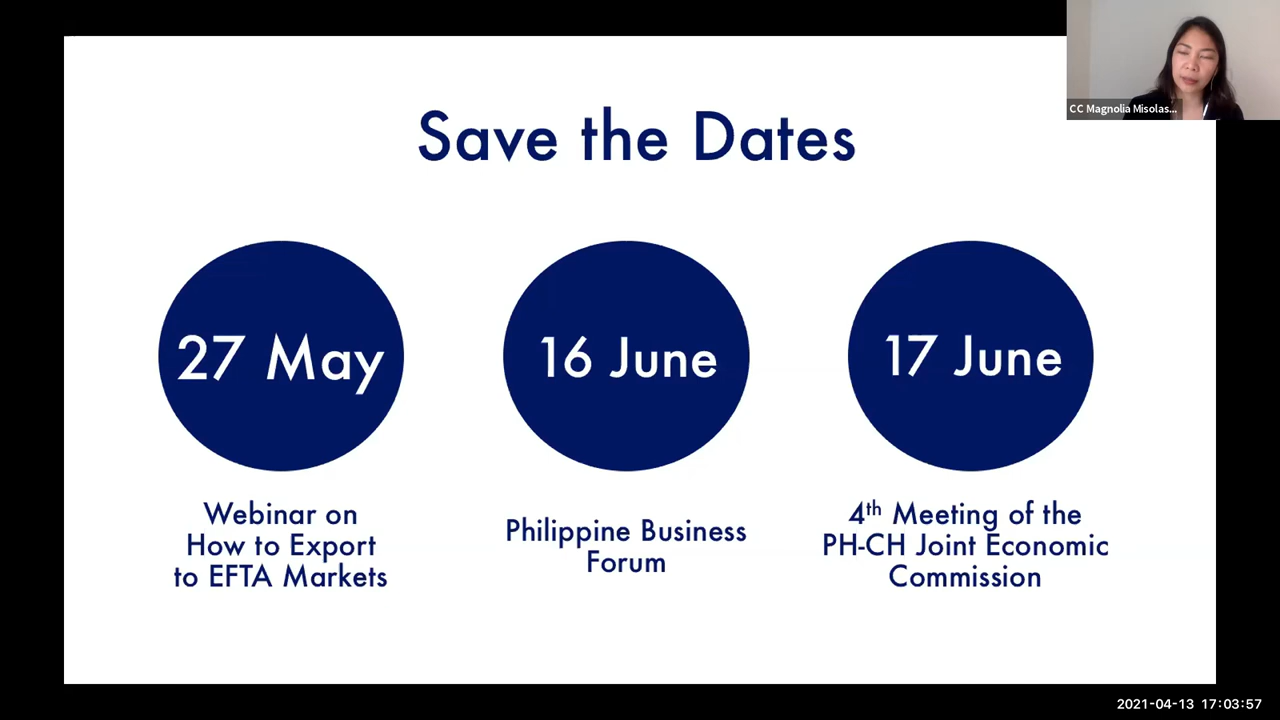 CC Magnolia Misolas...
Save the Dates
27 May
16 June
17 June
Webinar on
How to Export
to EFTA Markets
Philippine Business
Forum
4th Meeting of the
PH-CH Joint Economic
Commission
2021-04-13 17:03:57